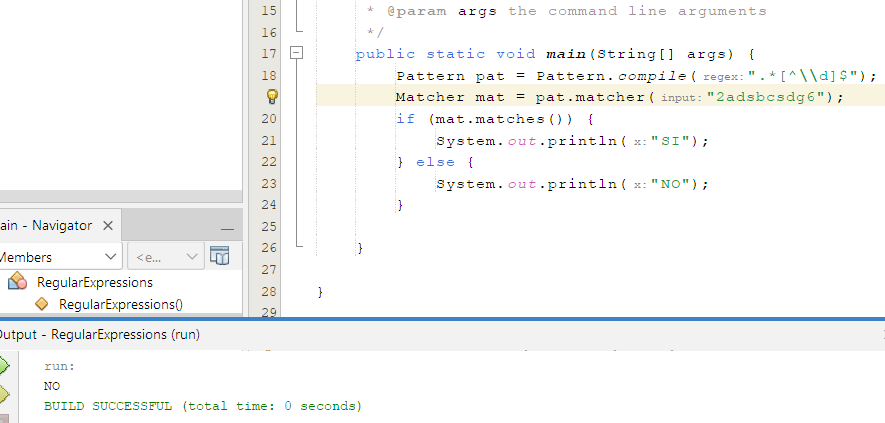 15 * @param args the command line arguments
16 */
17 public static void main(String[] args) {
18 Pattern pat = Pattern.compile( regex: ".*[^\\d]$");
Matcher mat = pat.matcher( input: "2adsbcsdg6");
20 if (mat.matches()) {
21 System.out.println( x: "SI");
22 } else {
23 System.out.println( x: "NO");
24 }
25
26 }
27
28 }
29
ain - Navigator
Members
<e...
RegularExpressions
RegularExpressions()
Output - RegularExpressions (run)
run:
NO
BUILD SUCCESSFUL (total time: 0 seconds)